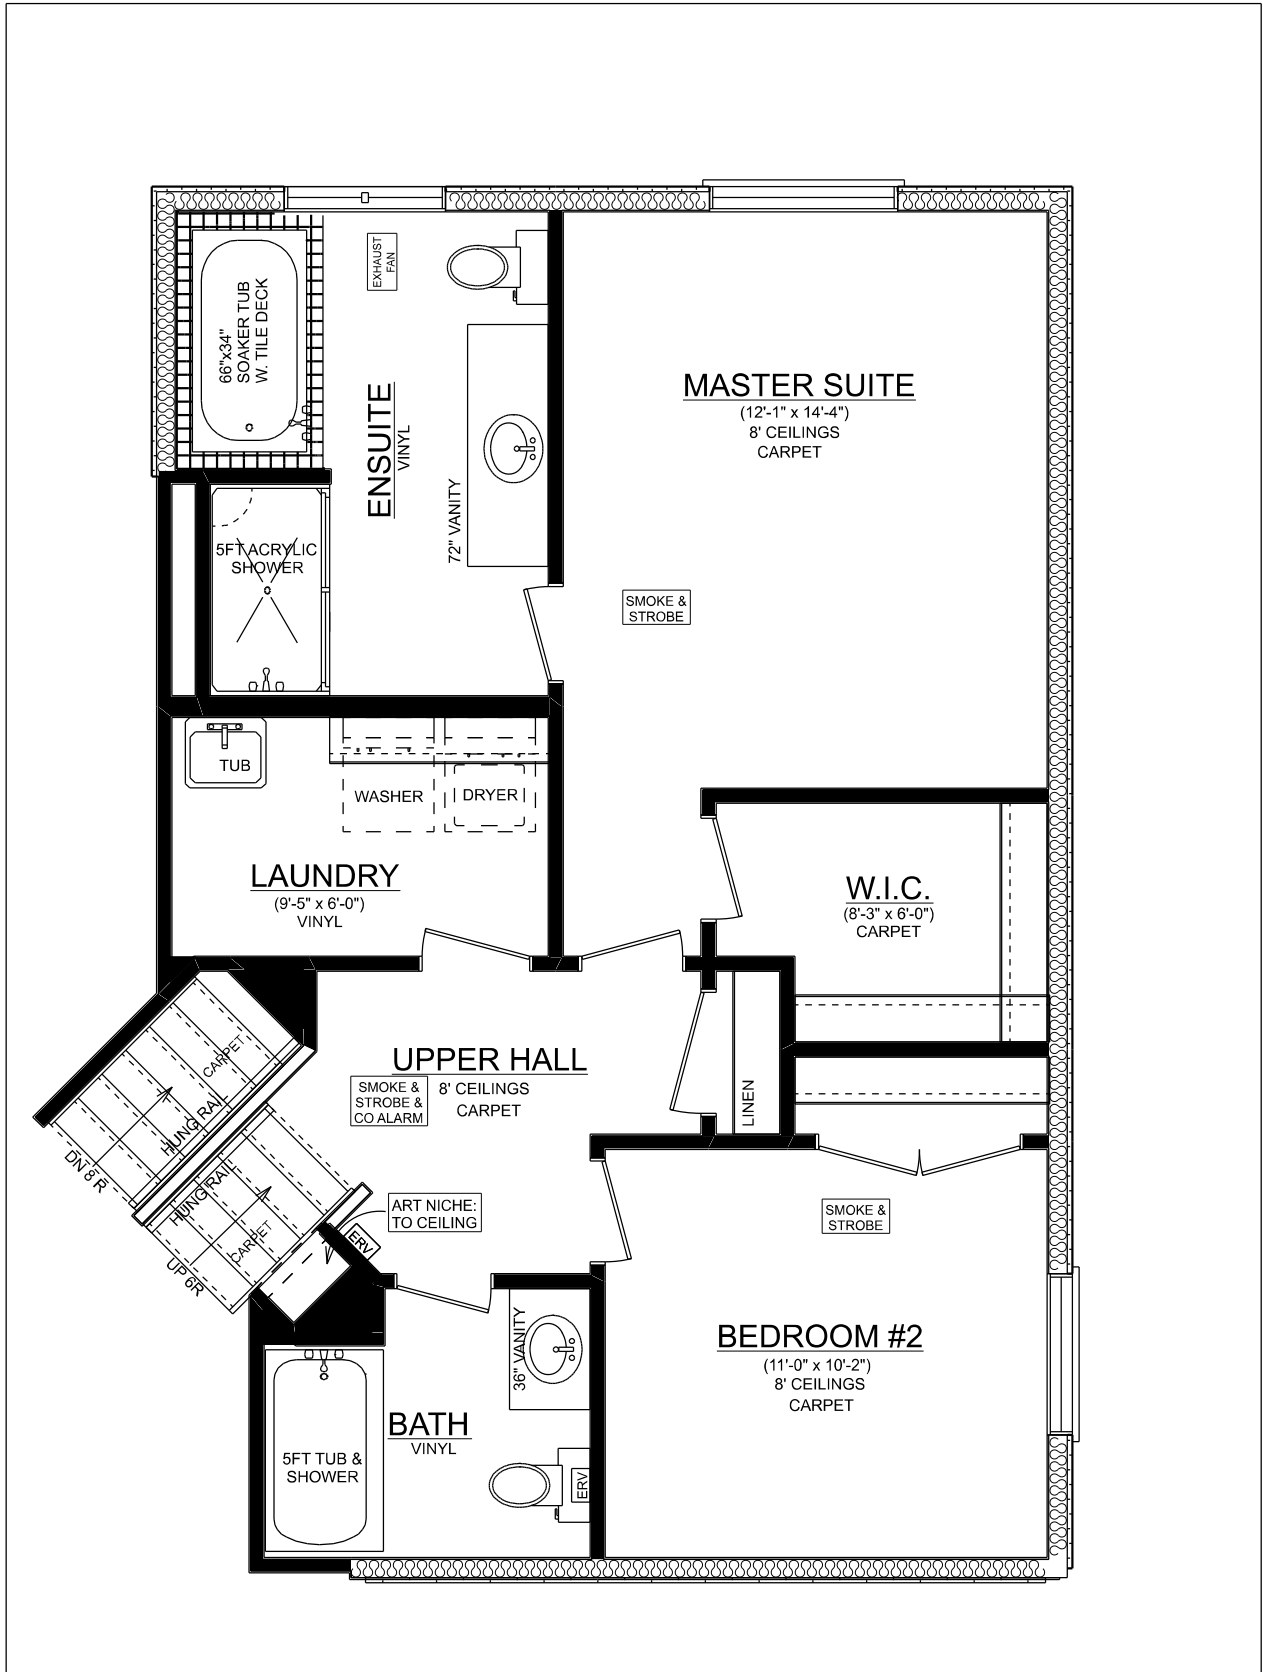 EXHAUST
FAN
66"x34"
SOAKER TUB
W. TILE DECK
ENSUITE
VINYL
72" VANITY
5FT ACRYLIC
SHOWER
MASTER SUITE
(12'-1" x 14'-4")
8' CEILINGS
CARPET
SMOKE &
STROBE
TUB
WASHER
DRYER
LAUNDRY
(9'-5" x 6'-0")
VINYL
W.I.C.
(8'-3" x 6'-0")
CARPET
LINEN
UPPER HALL
8' CEILINGS
CARPET
SMOKE &
STROBE &
CO ALARM
CARPET
HUNG RAIL
DN 8 R
HUNG RAIL
CARPET
UP 6R
ART NICHE:
TO CEILING
ERV
SMOKE &
STROBE
BEDROOM #2
(11'-0" x 10'-2")
8' CEILINGS
CARPET
36" VANITY
BATH
VINYL
5FT TUB &
SHOWER
ERV